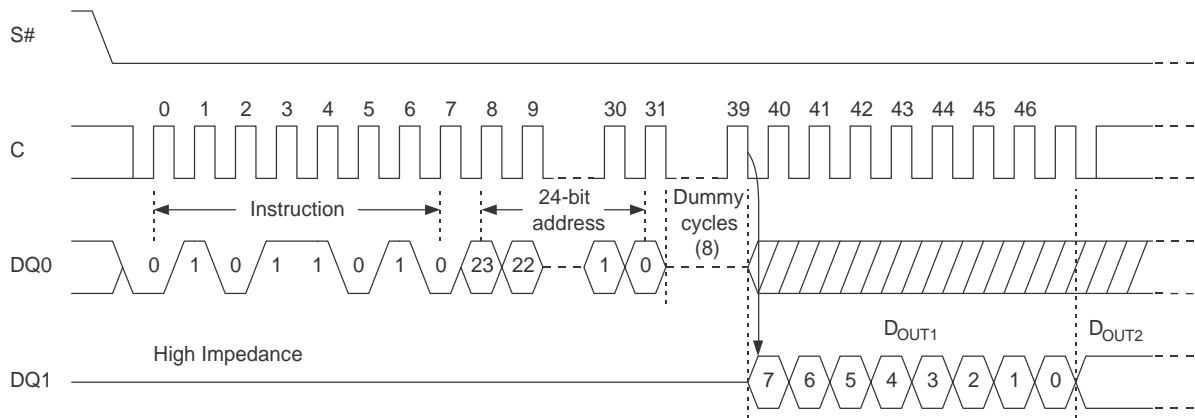 S#
0 1 2 3 4 5 6 7 8 9 30 31 39 40 41 42 43 44 45 46
C
Instruction
24-bit
address
Dummy
cycles
(8)
DQ0
0 1 0 1 1 0 1 0 23 22 1 0
High Impedance
DOUT1
DOUT2
DQ1
7 6 5 4 3 2 1 0